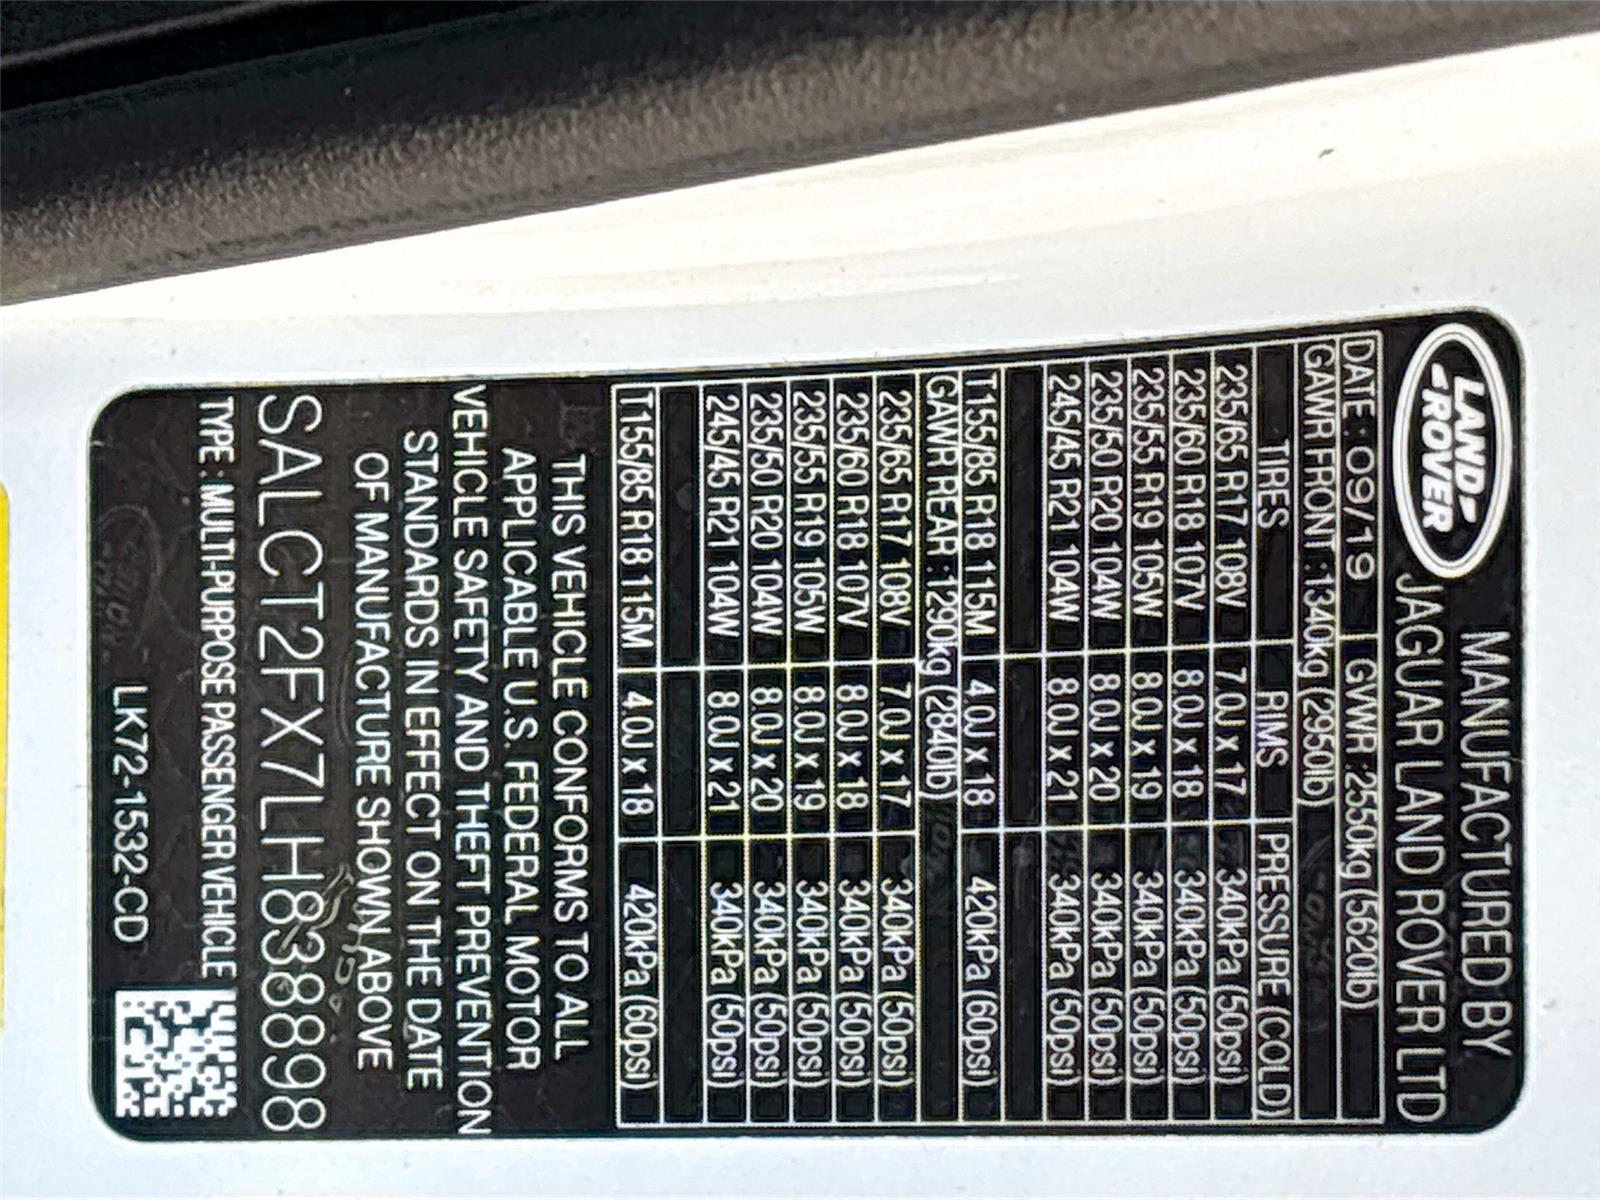 LAND-
-ROVER
MANUFACTURED BY
JAGUAR LAND ROVER LTD
DATE : 09/19 GWWR :2550kg (5620lb)
GAWR FRONT :1340kg (2950lb)
TIRES RIMS PRESSURE (COLD)
235/65 R17 108V 7.0J x 17 340kPa (50psi)
235/60 R18 107V 8.0J x 18 340kPa (50psi)
235/55 R19 105W 8.0J x 19 340kPa (50psi)
235/50 R20 104W 8.0J x 20 340kPa (50psi)
245/45 R21 104W 8.0J x 21 340kPa (50psi)
T155/85 R18 115M 4.0J x 18 420kPa (60psi)
GAWR REAR :1290kg (2840lb)
235/65 R17 108V 7.0J x 17 340kPa (50psi)
235/60 R18 107V 8.0J x 18 340kPa (50psi)
235/55 R19 105W 8.0J x 19 340kPa (50psi)
235/50 R20 104W 8.0J x 20 340kPa (50psi)
245/45 R21 104W 8.0J x 21 340kPa (50psi)
T155/85 R18 115M 4.0J x 18 420kPa (60psi)
THIS VEHICLE CONFORMS TO ALL
APPLICABLE U.S. FEDERAL MOTOR
VEHICLE SAFETY AND THEFT PREVENTION
STANDARDS IN EFFECT ON THE DATE
OF MANUFACTURE SHOWN ABOVE
SALCT2FX7LH838898
TYPE : MULTI-PURPOSE PASSENGER VEHICLE
LK72-1532-CD